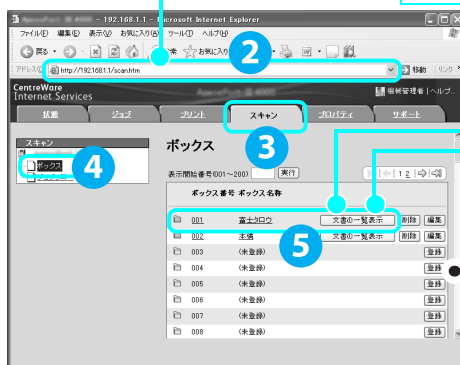 - 192.168.1.1 - Microsoft Internet Explorer
ファイル(F) 編集(E) 表示(V) お気に入り(A) ツール(T) ヘルプ(H)
戻る お気に入り
2
アドレス(D) http://192.168.1.1/scan.htm 移動 リンク
CentreWare
Internet Services
機械管理者 | ヘルプ
状態 ジョブ プリント スキャン プロパティ サポート
3
スキャン
ボックス
4
ボックス
表示開始番号(001~200) 実行 1 2
ボックス番号 ボックス名称
001 富士タロウ 文書の一覧表示 削除 編集
5
002 本橋 文書の一覧表示 削除 編集
003 (未登録) 登録
004 (未登録) 登録
005 (未登録) 登録
006 (未登録) 登録
007 (未登録) 登録
008 (未登録) 登録